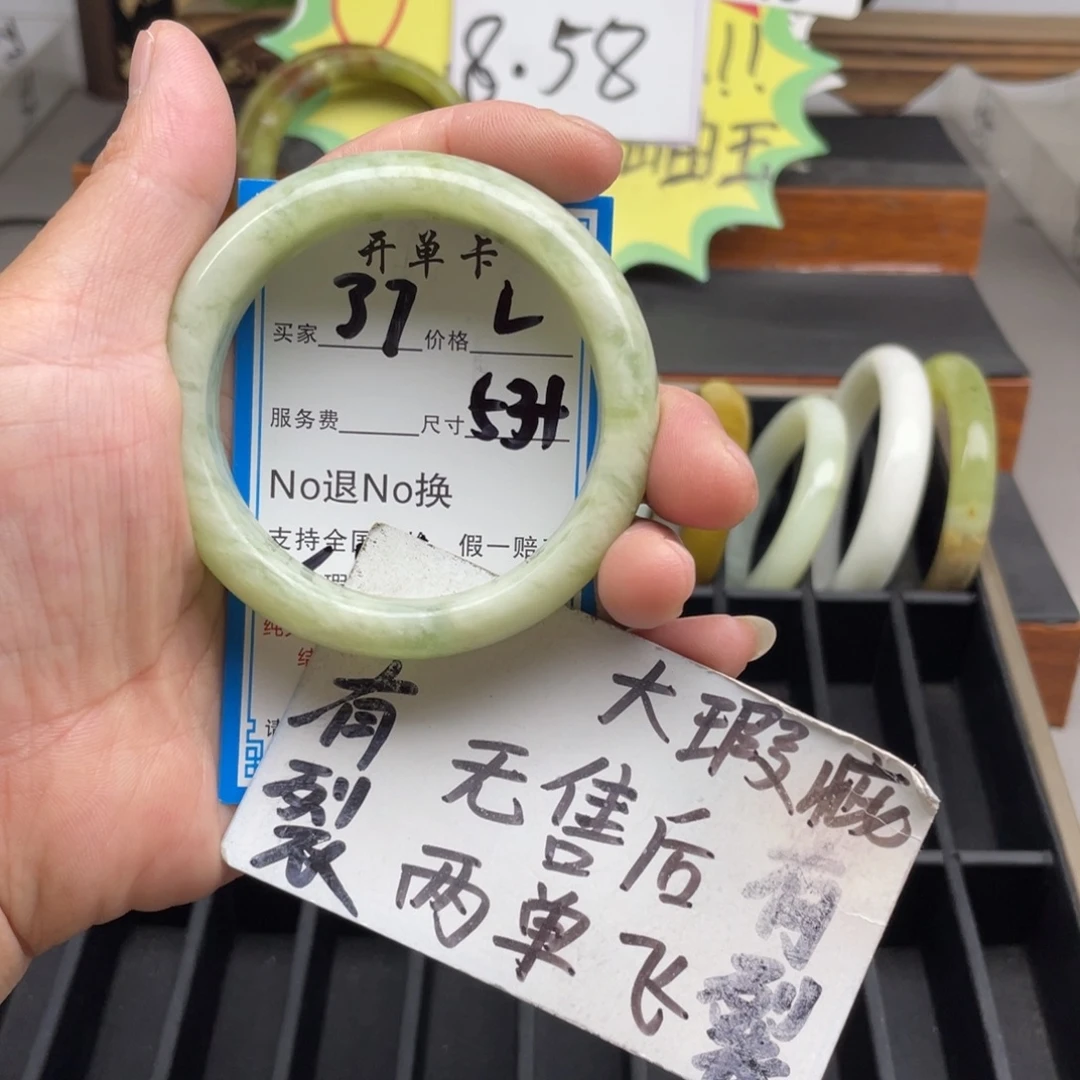 8.58
!!!
开单卡
买家 37 价格 L
服务费 尺寸 53+
No退No换
支持全国 假一赔
有裂
大瑕疵
无售后
两单飞
有裂